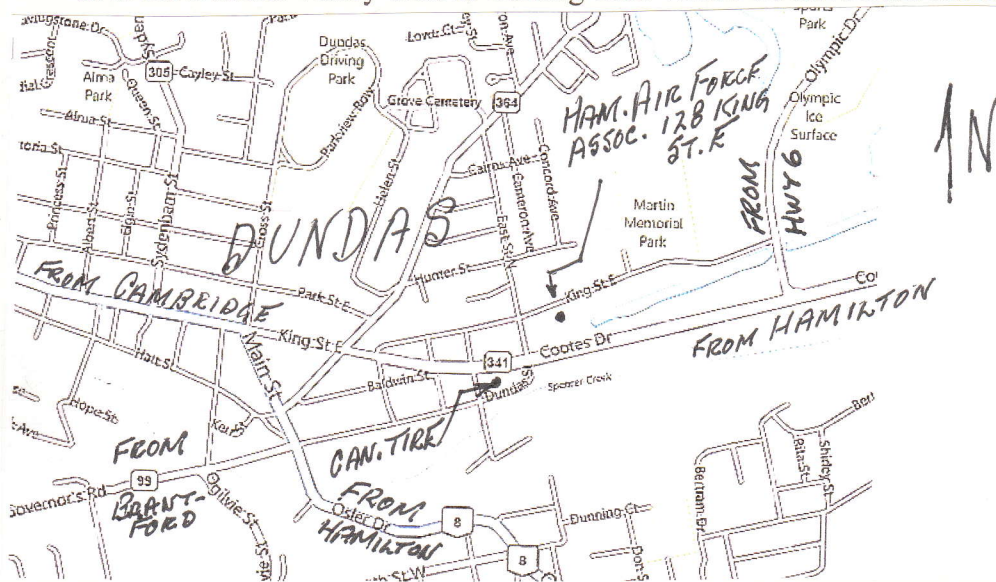 Alma
Park
305
Cayley St
Queen St
Alma St
Princess St
Albert St
Elgin St
Sydenham St
Cross St
Parkview Row
Dundas
Driving
Park
Grove Cemetery
364
Helen St
Cairns Ave
Concord Ave
Cameron Ave
East St N
Hunter St
Park St E
HAM. AIR FORCE
ASSOC. 128 KING
ST. E
Olympic Dr
Park
Olympic
Ice
Surface
FROM
HWY 6
Martin
Memorial
Park
1N
DUNDAS
FROM CAMBRIDGE
King St E
King St E
Main St
Hatt St
Baldwin St
341
Cootes Dr
FROM HAMILTON
Dundas St
Spencer Creek
CAN. TIRE
Hope St
FROM
99
BRANT-
FORD
Governor's Rd
Ogilvie St
FROM
HAMILTON
Osler Dr
8
8
Dunning Ct
Bertram Dr
Rita St
Shirley St